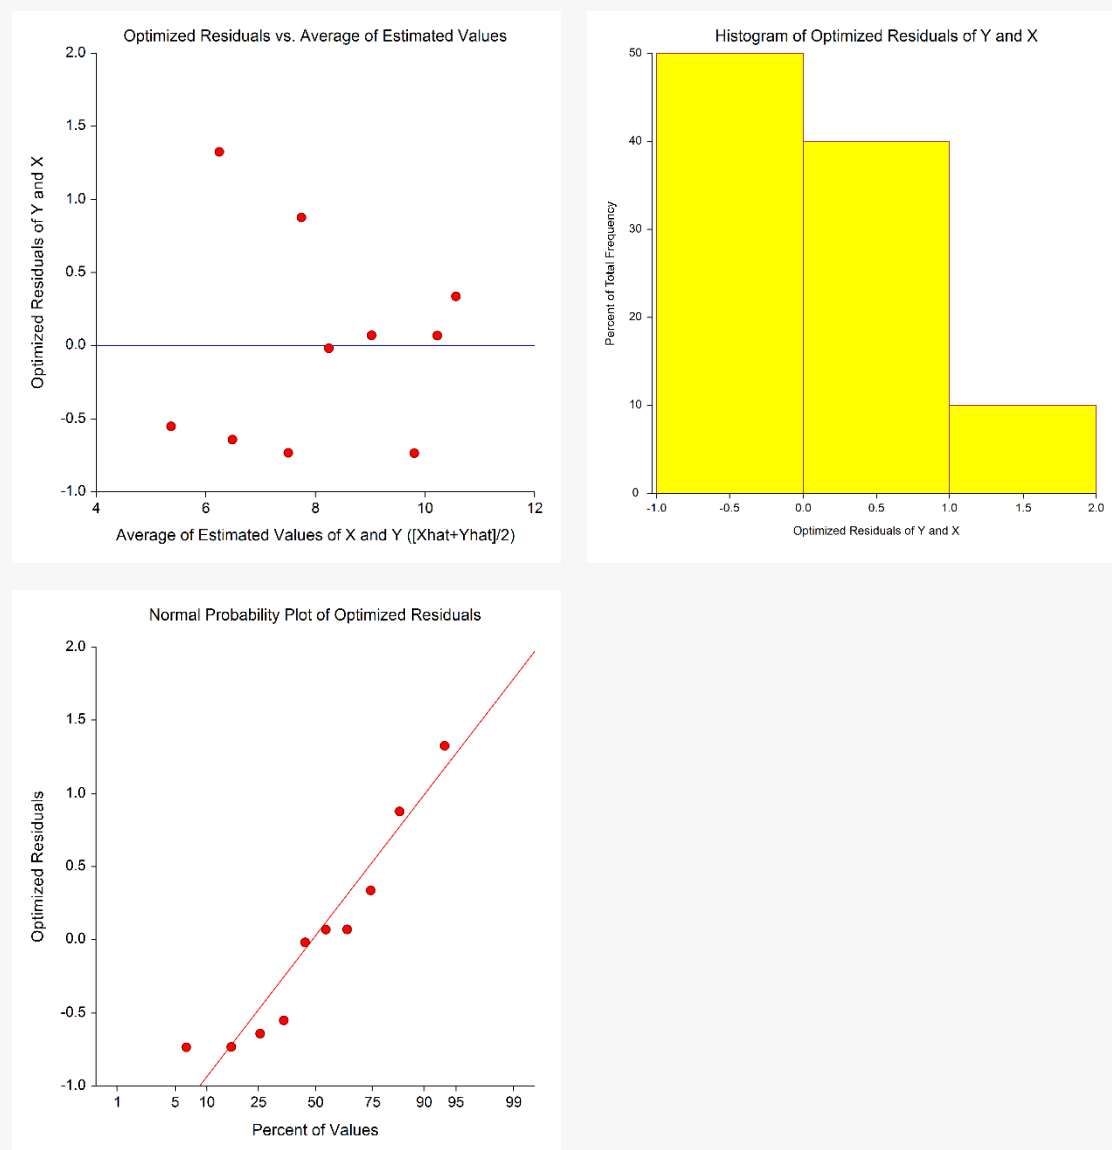 Optimized Residuals vs. Average of Estimated Values
Optimized Residuals of Y and X
2.0
1.5
1.0
0.5
0.0
-0.5
-1.0
4 6 8 10 12
Average of Estimated Values of X and Y ([Xhat+Yhat]/2)
Histogram of Optimized Residuals of Y and X
Percent of Total Frequency
50
40
30
20
10
0
-1.0 -0.5 0.0 0.5 1.0 1.5 2.0
Optimized Residuals of Y and X
Normal Probability Plot of Optimized Residuals
Optimized Residuals
2.0
1.5
1.0
0.5
0.0
-0.5
-1.0
1 5 10 25 50 75 90 95 99
Percent of Values